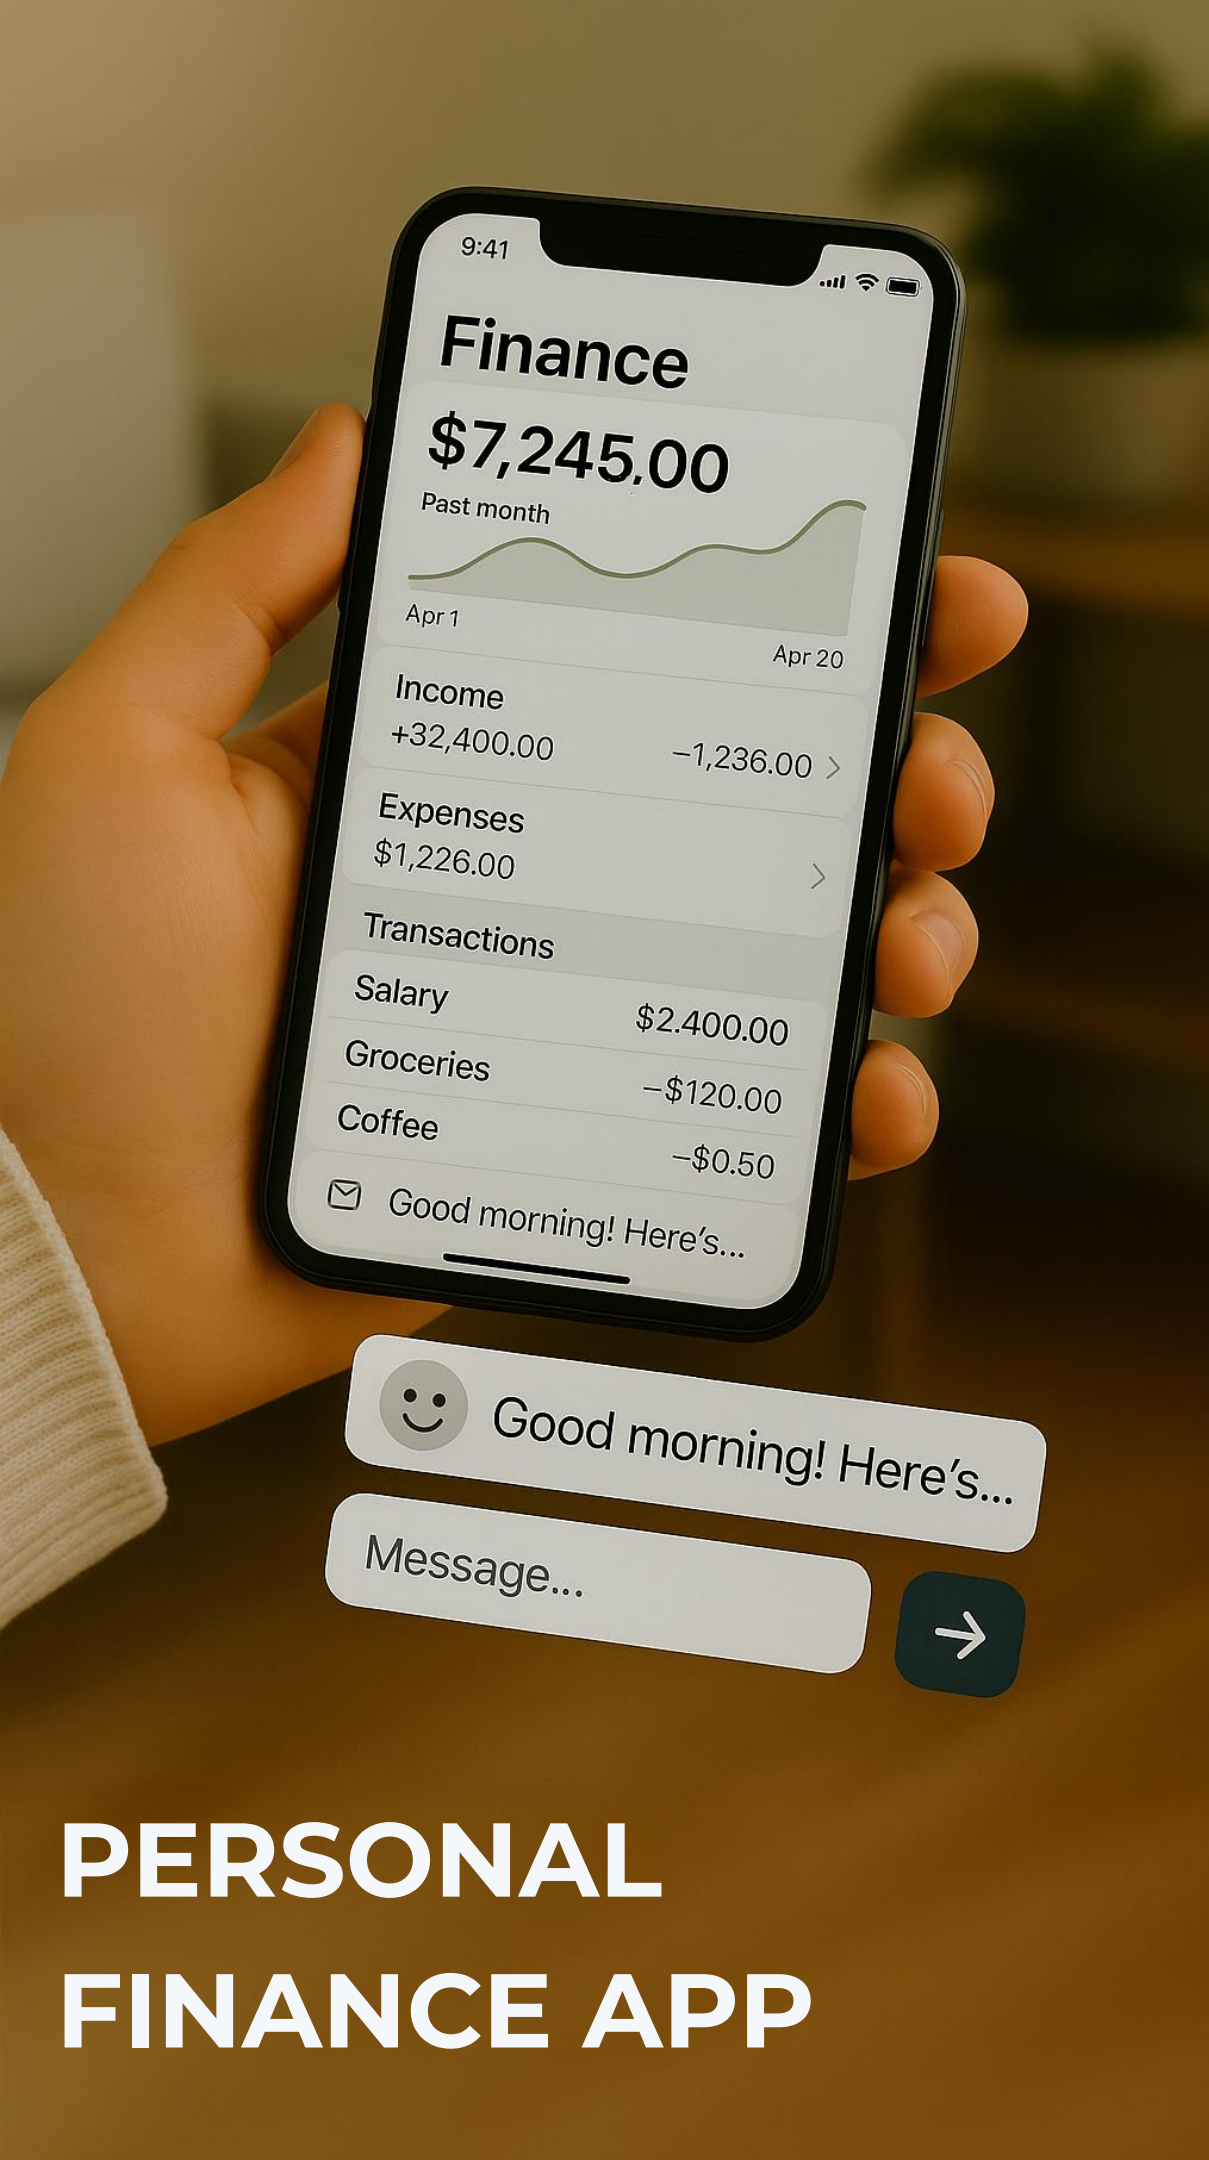 9:41
Finance
$7,245.00
Past month
Apr 1
Apr 20
Income
+32,400.00 −1,236.00
Expenses
$1,226.00
Transactions
Salary $2.400.00
Groceries −$120.00
Coffee −$0.50
Good morning! Here’s...
Good morning! Here’s...
Message...
PERSONAL
FINANCE APP